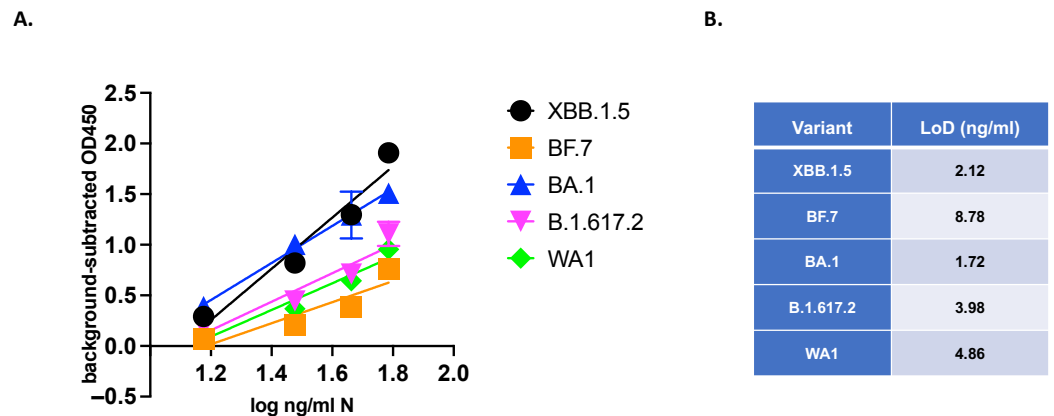 A.
B.
2.5
2.0
1.5
1.0
0.5
0.0
−0.5
background-subtracted OD450
1.2 1.4 1.6 1.8 2.0
log ng/ml N
XBB.1.5
BF.7
BA.1
B.1.617.2
WA1
Variant LoD (ng/ml)
XBB.1.5 2.12
BF.7 8.78
BA.1 1.72
B.1.617.2 3.98
WA1 4.86